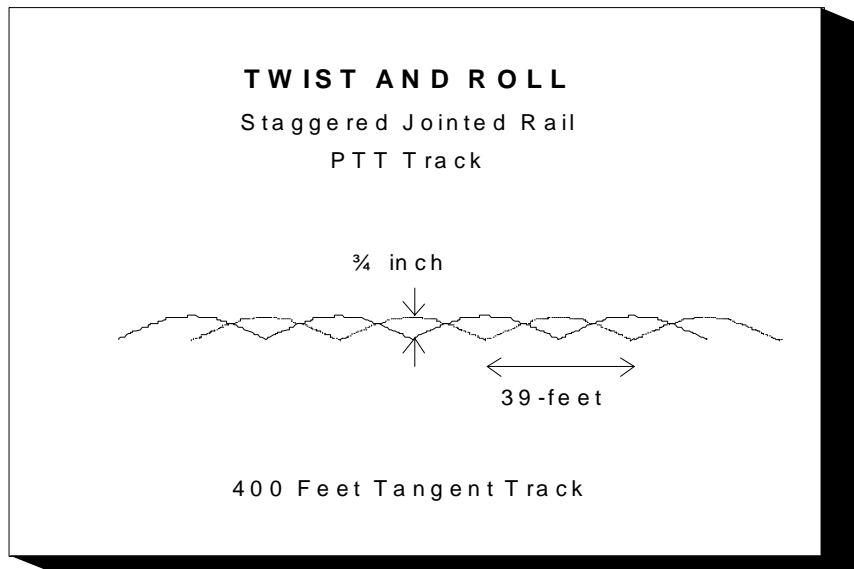 TWIST AND ROLL
Staggered Jointed Rail
PTT Track
¾ inch
39-feet
400 Feet Tangent Track